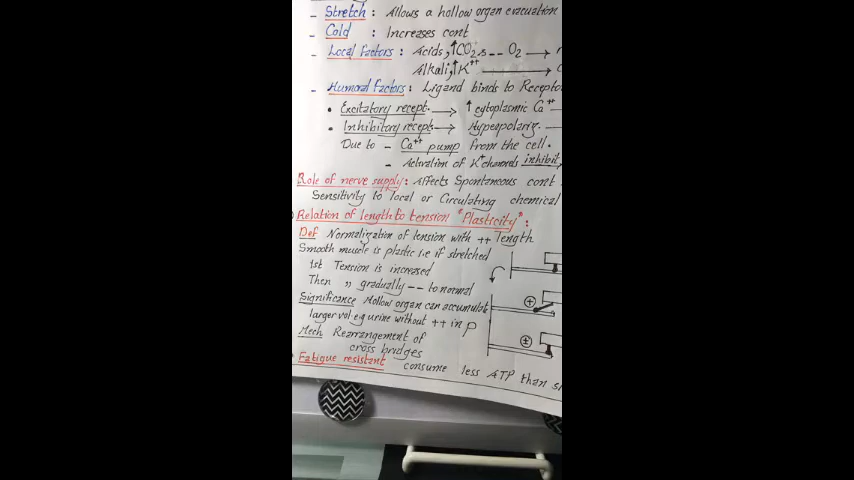 - Stretch : Allows a hollow organ evacuation
- Cold : Increases cont
- Local factors : Acids, ↑CO2 & -- O2 →
Alkali, ↑K++ →
- Humoral factors : Ligand binds to Recepto
• Excitatory recept. → ↑ cytoplasmic Ca++ —
• Inhibitory recept → Hyperpolariz. —
Due to - Ca++ pump from the cell.
- Activation of K+ channels inhibit,
Role of nerve supply: Affects Spontaneous cont
Sensitivity to local or Circulating chemical
Relation of length to tension "Plasticity":
Def Normalization of tension with ++ Length
Smooth muscle is plastic i.e if stretched
1st Tension is increased
Then " gradually -- to normal
Significance Hollow organ can accumulat
larger vol e.g urine without ++ in p
Mech Rearrangement of
cross bridges
Fatigue resistant consume less ATP than